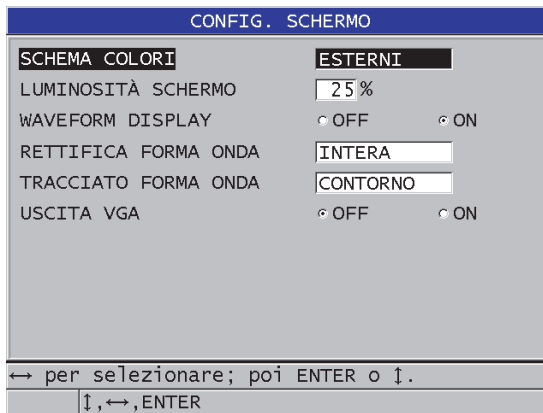 CONFIG. SCHERMO
SCHEMA COLORI ESTERNI
LUMINOSITÀ SCHERMO 25%
WAVEFORM DISPLAY OFF ON
RETTIFICA FORMA ONDA INTERA
TRACCIATO FORMA ONDA CONTORNO
USCITA VGA OFF ON
↔ per selezionare; poi ENTER o ↕.
↕,↔,ENTER